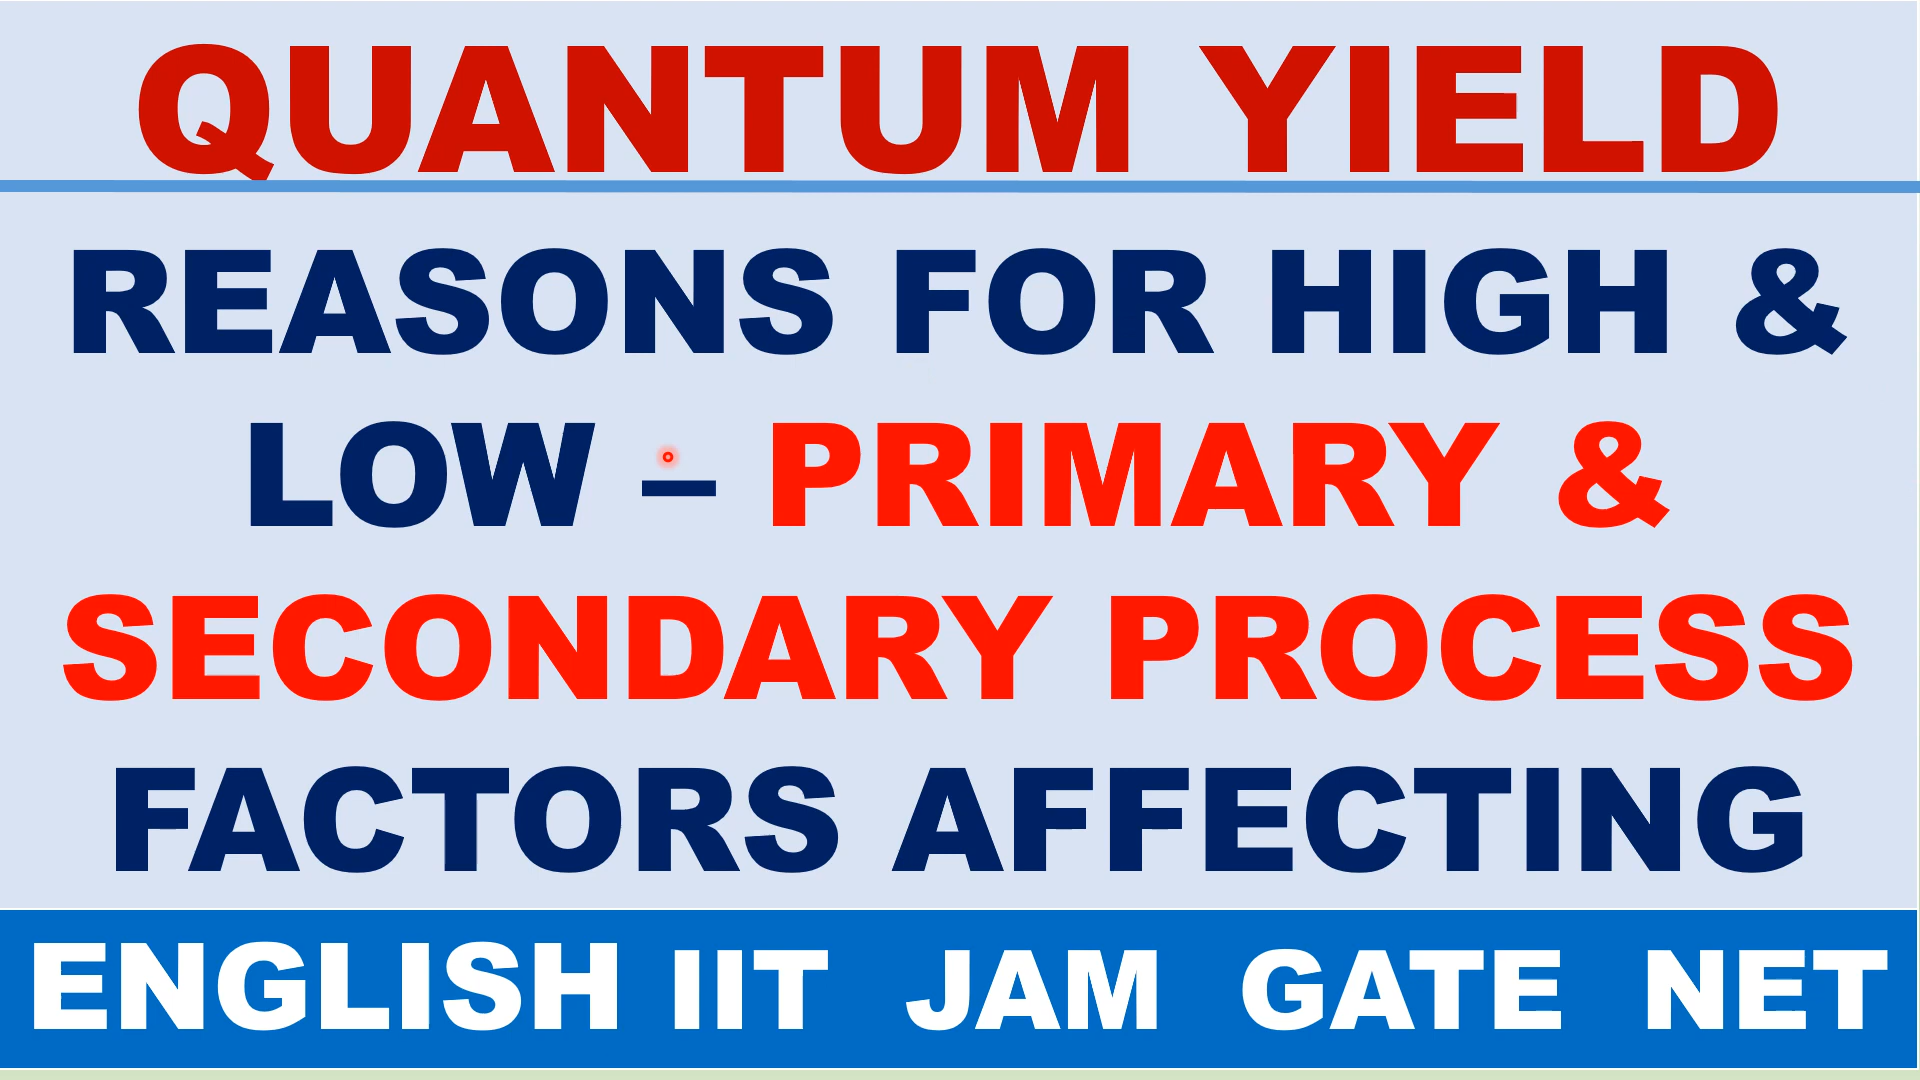 QUANTUM YIELD
REASONS FOR HIGH &
LOW – PRIMARY &
SECONDARY PROCESS
FACTORS AFFECTING
ENGLISH IIT JAM GATE NET